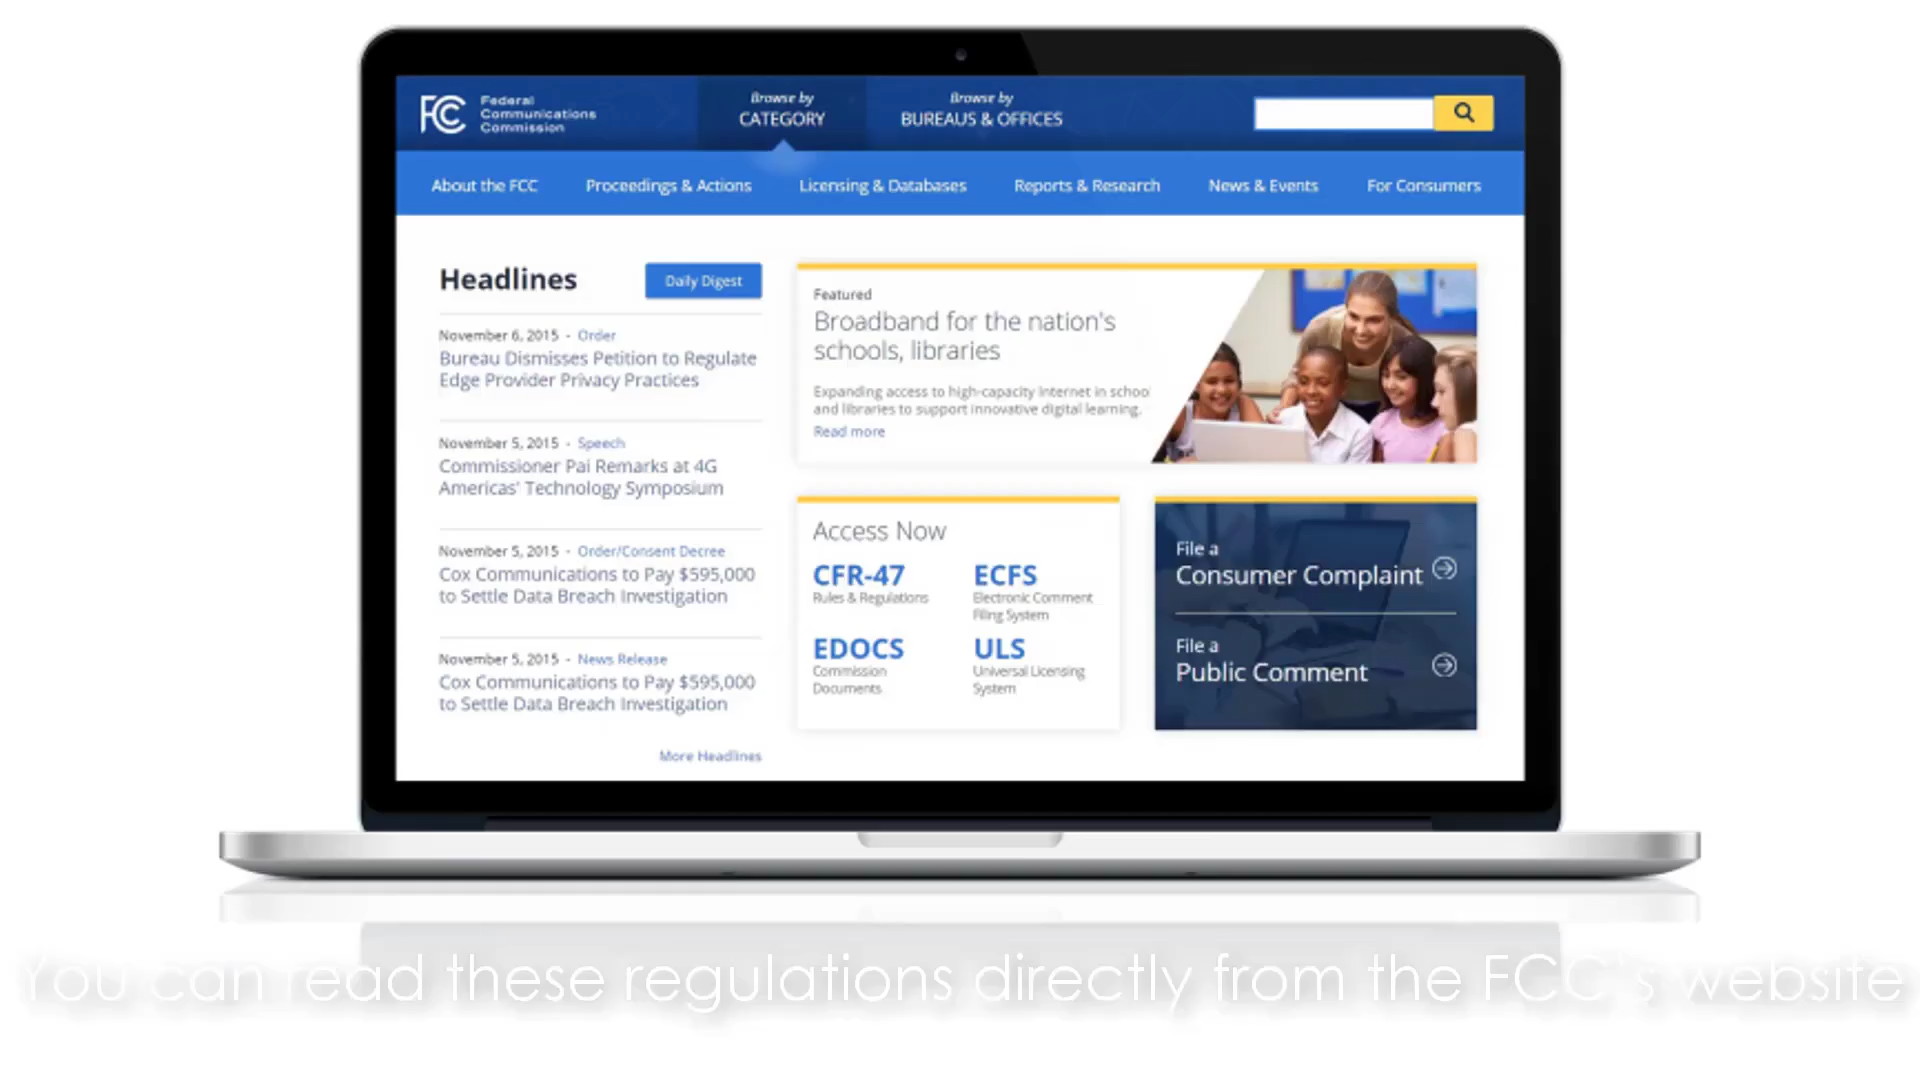 FCC
Federal
Communications
Commission
Browse by
CATEGORY
Browse by
BUREAUS & OFFICES
About the FCC
Proceedings & Actions
Licensing & Databases
Reports & Research
News & Events
For Consumers
Headlines
Daily Digest
November 6, 2015 - Order
Bureau Dismisses Petition to Regulate
Edge Provider Privacy Practices
November 5, 2015 - Speech
Commissioner Pai Remarks at 4G
Americas' Technology Symposium
November 5, 2015 - Order/Consent Decree
Cox Communications to Pay $595,000
to Settle Data Breach Investigation
November 5, 2015 - News Release
Cox Communications to Pay $595,000
to Settle Data Breach Investigation
More Headlines
Featured
Broadband for the nation's
schools, libraries
Expanding access to high-capacity Internet in school
and libraries to support innovative digital learning.
Read more
Access Now
CFR-47
Rules & Regulations
ECFS
Electronic Comment
Filing System
EDOCS
Commission
Documents
ULS
Universal Licensing
System
File a
Consumer Complaint
File a
Public Comment
You can read these regulations directly from the FCC's website